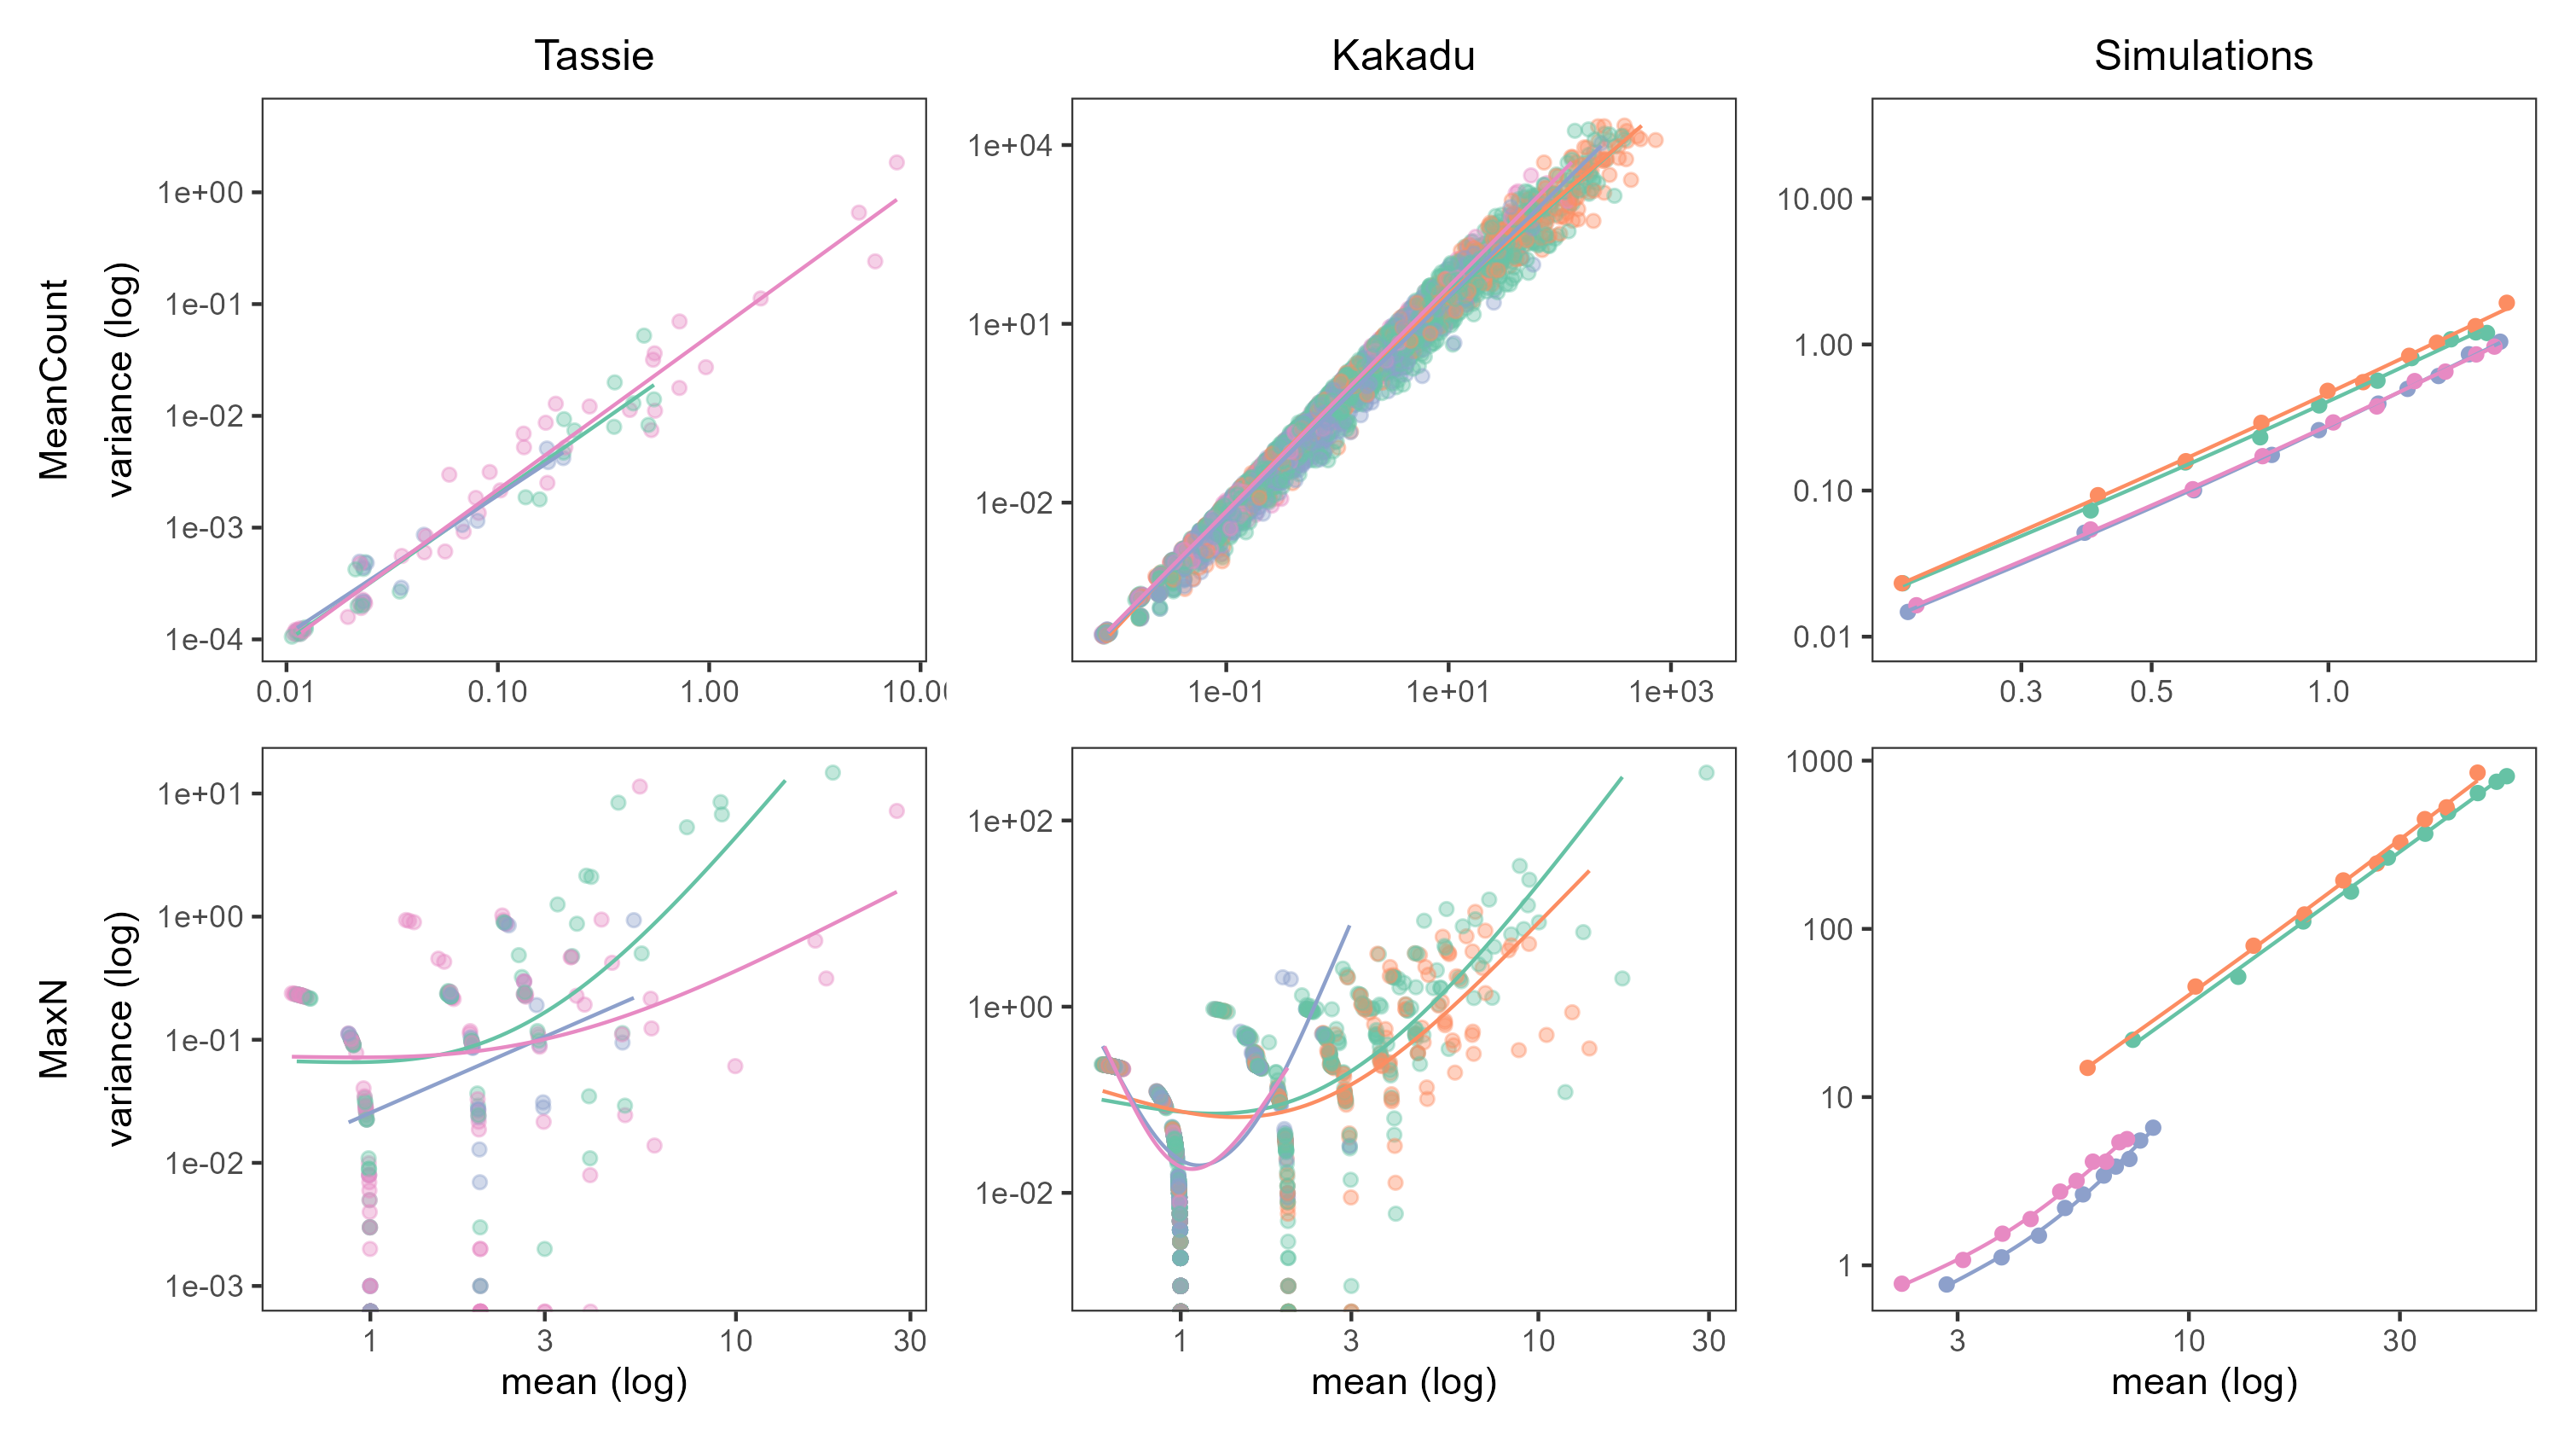 Tassie
Kakadu
Simulations
MeanCount
variance (log)
1e+00
1e-01
1e-02
1e-03
1e-04
0.01
0.10
1.00
10.0
1e+04
1e+01
1e-02
1e-01
1e+01
1e+03
10.00
1.00
0.10
0.01
0.3
0.5
1.0
MaxN
variance (log)
1e+01
1e+00
1e-01
1e-02
1e-03
1
3
10
30
mean (log)
1e+02
1e+00
1e-02
1
3
10
30
mean (log)
1000
100
10
1
3
10
30
mean (log)